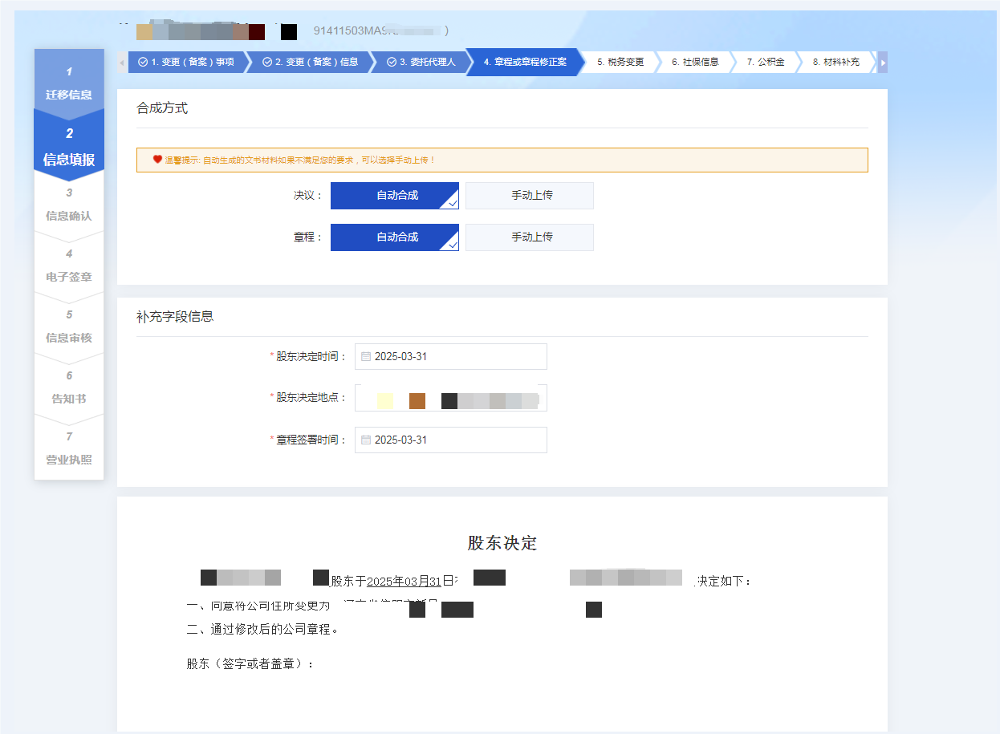 91411503MA9
)
1. 变更（备案）事项
2. 变更（备案）信息
3. 委托代理人
4. 章程或章程修正案
5. 税务变更
6. 社保信息
7. 公积金
8. 材料补充
1
迁移信息
2
信息填报
3
信息确认
4
电子签章
5
信息审核
6
告知书
7
营业执照
合成方式
温馨提示: 自动生成的文书材料如果不满足您的要求，可以选择手动上传！
决议： 自动合成 手动上传
章程： 自动合成 手动上传
补充字段信息
*股东决定时间： 2025-03-31
*股东决定地点：
*章程签署时间： 2025-03-31
股东决定
股东于2025年03月31日 决定如下：
一、同意将公司住所变更为
二、通过修改后的公司章程。
股东（签字或者盖章）：